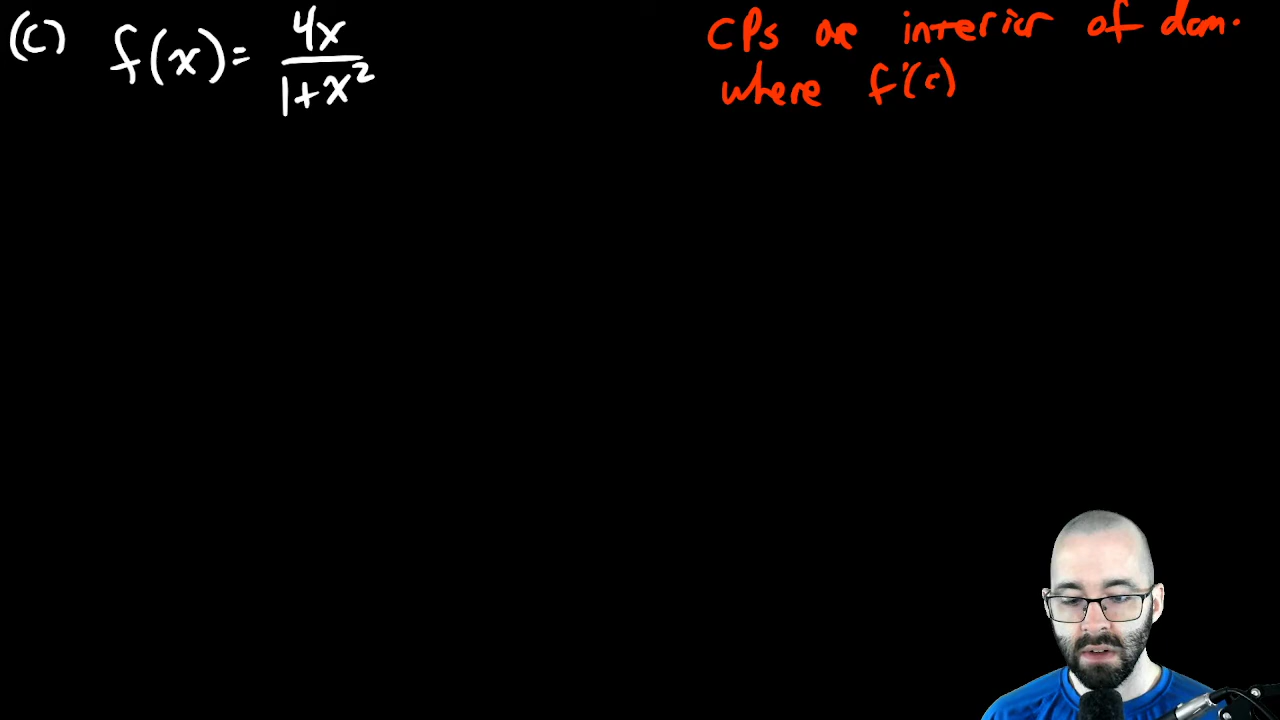 (c) f(x) = 4x / 1+x²
CPs are interior of dom.
where f'(c)